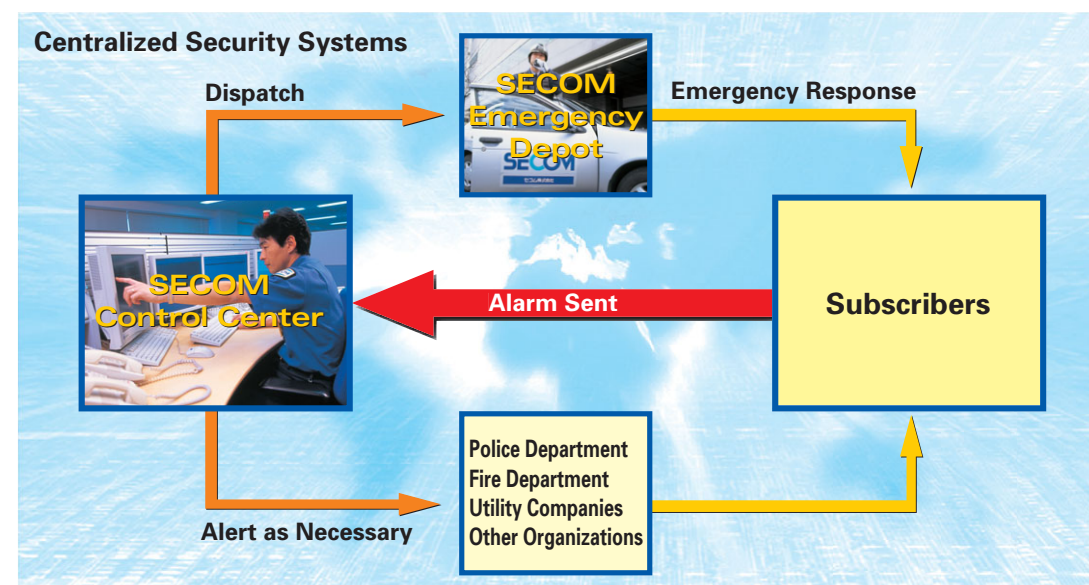 Centralized Security Systems
Dispatch
SECOM
Emergency
Depot
SECOM
Emergency Response
SECOM
Control Center
Alarm Sent
Subscribers
Police Department
Fire Department
Utility Companies
Other Organizations
Alert as Necessary